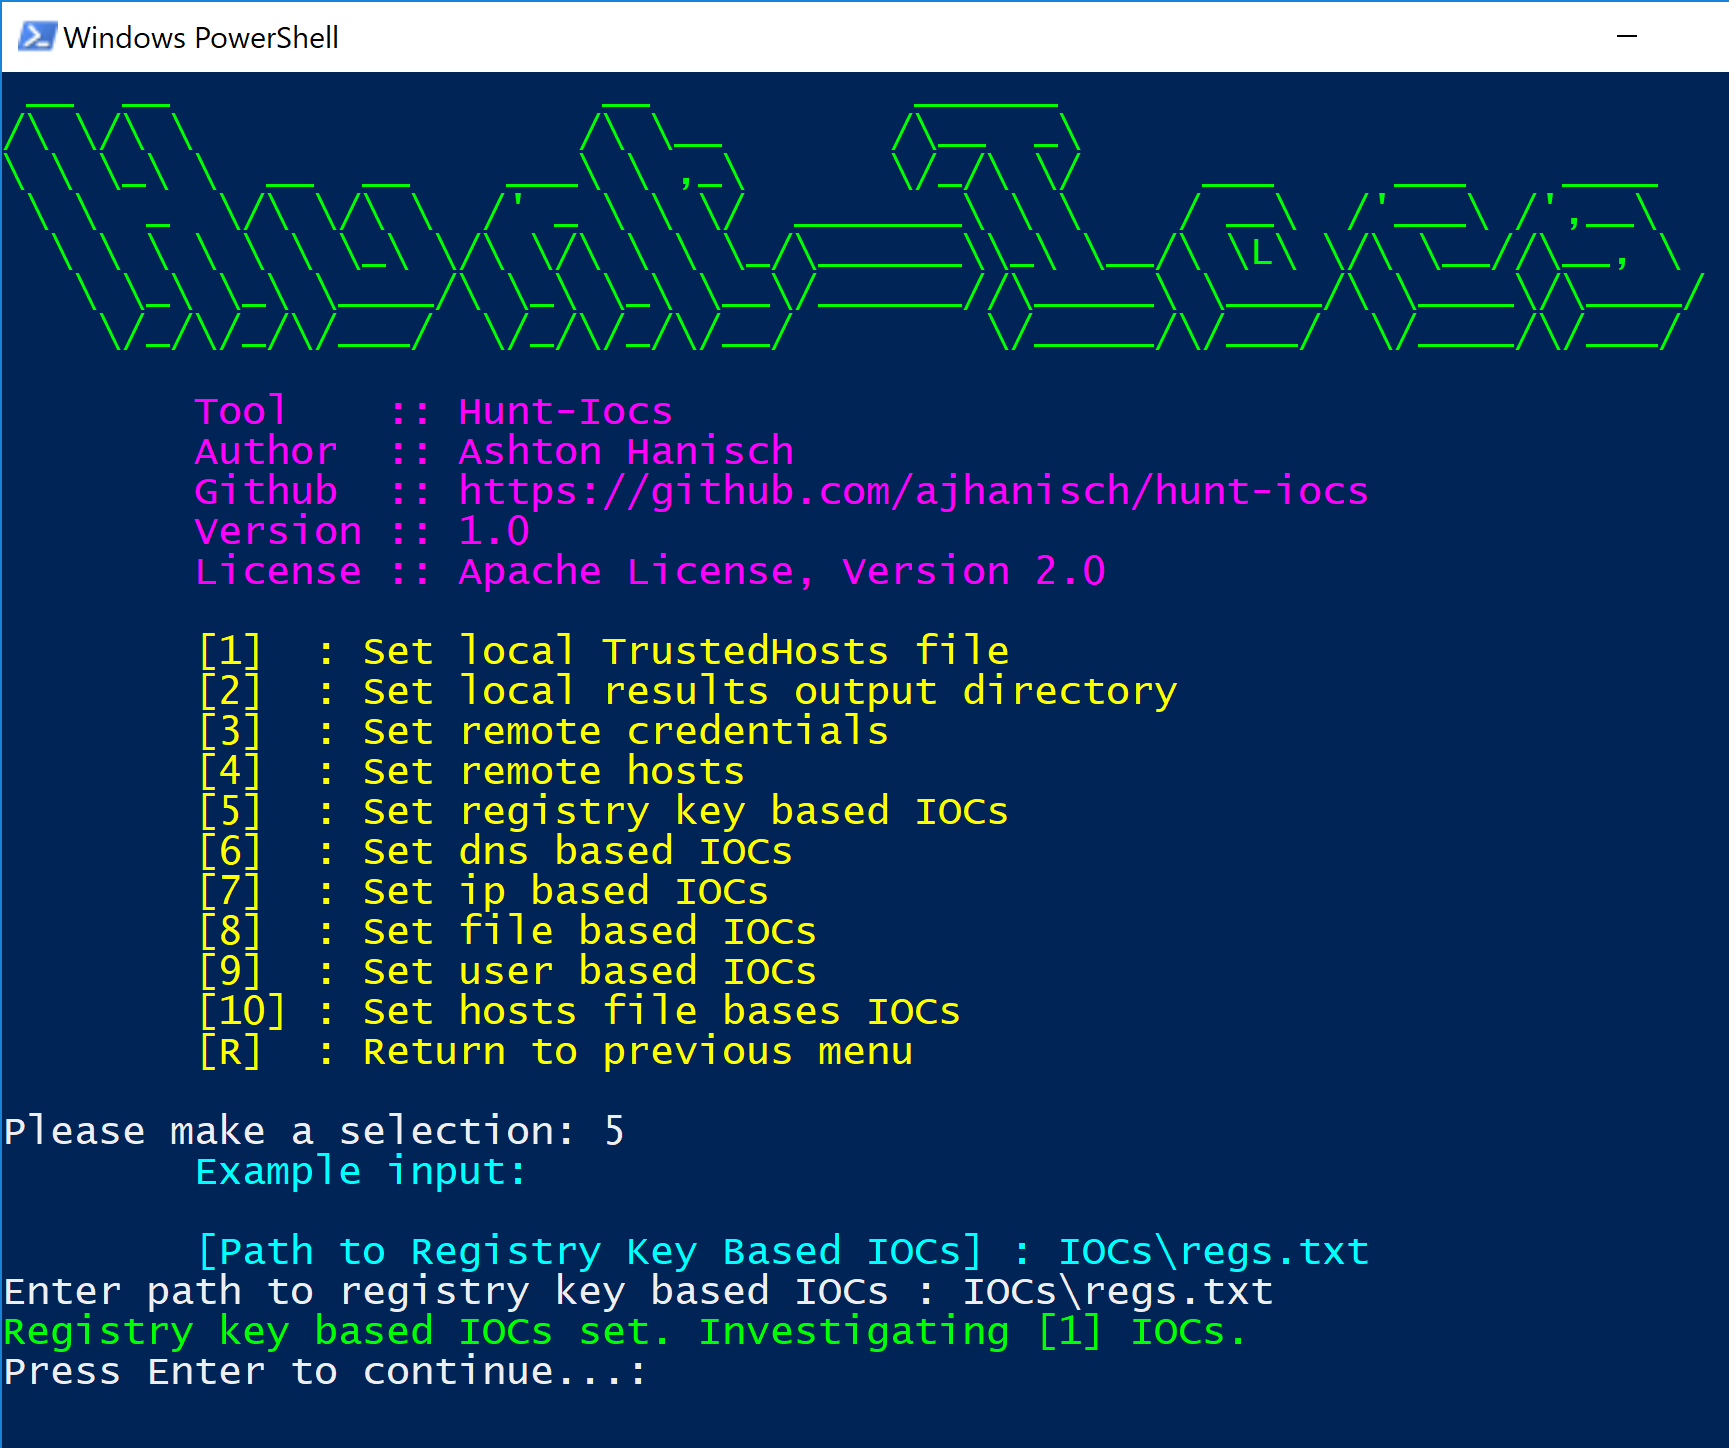 Windows PowerShell
Hunt-Iocs
Tool    :: Hunt-Iocs
Author  :: Ashton Hanisch
Github  :: https://github.com/ajhanisch/hunt-iocs
Version :: 1.0
License :: Apache License, Version 2.0
[1]  : Set local TrustedHosts file
[2]  : Set local results output directory
[3]  : Set remote credentials
[4]  : Set remote hosts
[5]  : Set registry key based IOCs
[6]  : Set dns based IOCs
[7]  : Set ip based IOCs
[8]  : Set file based IOCs
[9]  : Set user based IOCs
[10] : Set hosts file bases IOCs
[R]  : Return to previous menu
Please make a selection: 5
Example input:
[Path to Registry Key Based IOCs] : IOCs\regs.txt
Enter path to registry key based IOCs : IOCs\regs.txt
Registry key based IOCs set. Investigating [1] IOCs.
Press Enter to continue...: